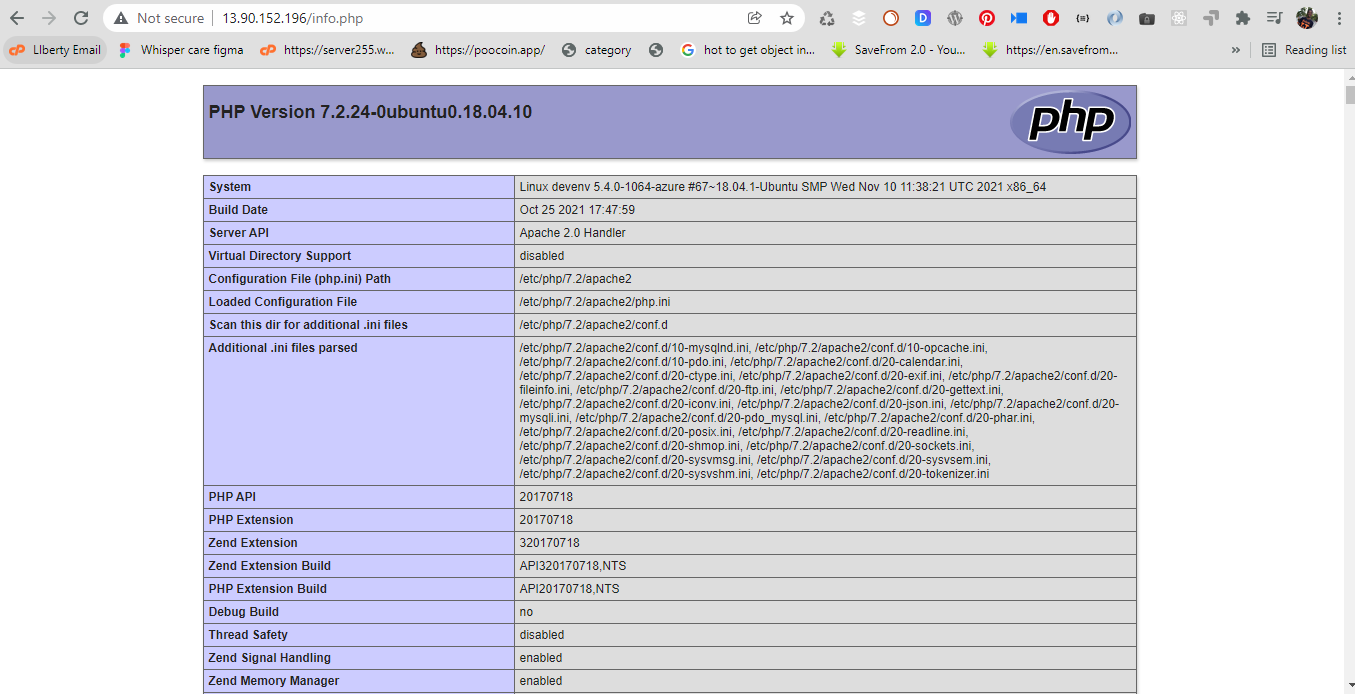 Not secure
13.90.152.196/info.php
LIberty Email
Whisper care figma
https://server255.w...
https://poocoin.app/
category
hot to get object in...
SaveFrom 2.0 - You...
https://en.savefrom...
»
Reading list
PHP Version 7.2.24-0ubuntu0.18.04.10
php
System Linux devenv 5.4.0-1064-azure #67~18.04.1-Ubuntu SMP Wed Nov 10 11:38:21 UTC 2021 x86_64
Build Date Oct 25 2021 17:47:59
Server API Apache 2.0 Handler
Virtual Directory Support disabled
Configuration File (php.ini) Path /etc/php/7.2/apache2
Loaded Configuration File /etc/php/7.2/apache2/php.ini
Scan this dir for additional .ini files /etc/php/7.2/apache2/conf.d
Additional .ini files parsed /etc/php/7.2/apache2/conf.d/10-mysqlnd.ini, /etc/php/7.2/apache2/conf.d/10-opcache.ini,
/etc/php/7.2/apache2/conf.d/10-pdo.ini, /etc/php/7.2/apache2/conf.d/20-calendar.ini,
/etc/php/7.2/apache2/conf.d/20-ctype.ini, /etc/php/7.2/apache2/conf.d/20-exif.ini, /etc/php/7.2/apache2/conf.d/20-
fileinfo.ini, /etc/php/7.2/apache2/conf.d/20-ftp.ini, /etc/php/7.2/apache2/conf.d/20-gettext.ini,
/etc/php/7.2/apache2/conf.d/20-iconv.ini, /etc/php/7.2/apache2/conf.d/20-json.ini, /etc/php/7.2/apache2/conf.d/20-
mysqli.ini, /etc/php/7.2/apache2/conf.d/20-pdo_mysql.ini, /etc/php/7.2/apache2/conf.d/20-phar.ini,
/etc/php/7.2/apache2/conf.d/20-posix.ini, /etc/php/7.2/apache2/conf.d/20-readline.ini,
/etc/php/7.2/apache2/conf.d/20-shmop.ini, /etc/php/7.2/apache2/conf.d/20-sockets.ini,
/etc/php/7.2/apache2/conf.d/20-sysvmsg.ini, /etc/php/7.2/apache2/conf.d/20-sysvsem.ini,
/etc/php/7.2/apache2/conf.d/20-sysvshm.ini, /etc/php/7.2/apache2/conf.d/20-tokenizer.ini
PHP API 20170718
PHP Extension 20170718
Zend Extension 320170718
Zend Extension Build API320170718,NTS
PHP Extension Build API20170718,NTS
Debug Build no
Thread Safety disabled
Zend Signal Handling enabled
Zend Memory Manager enabled